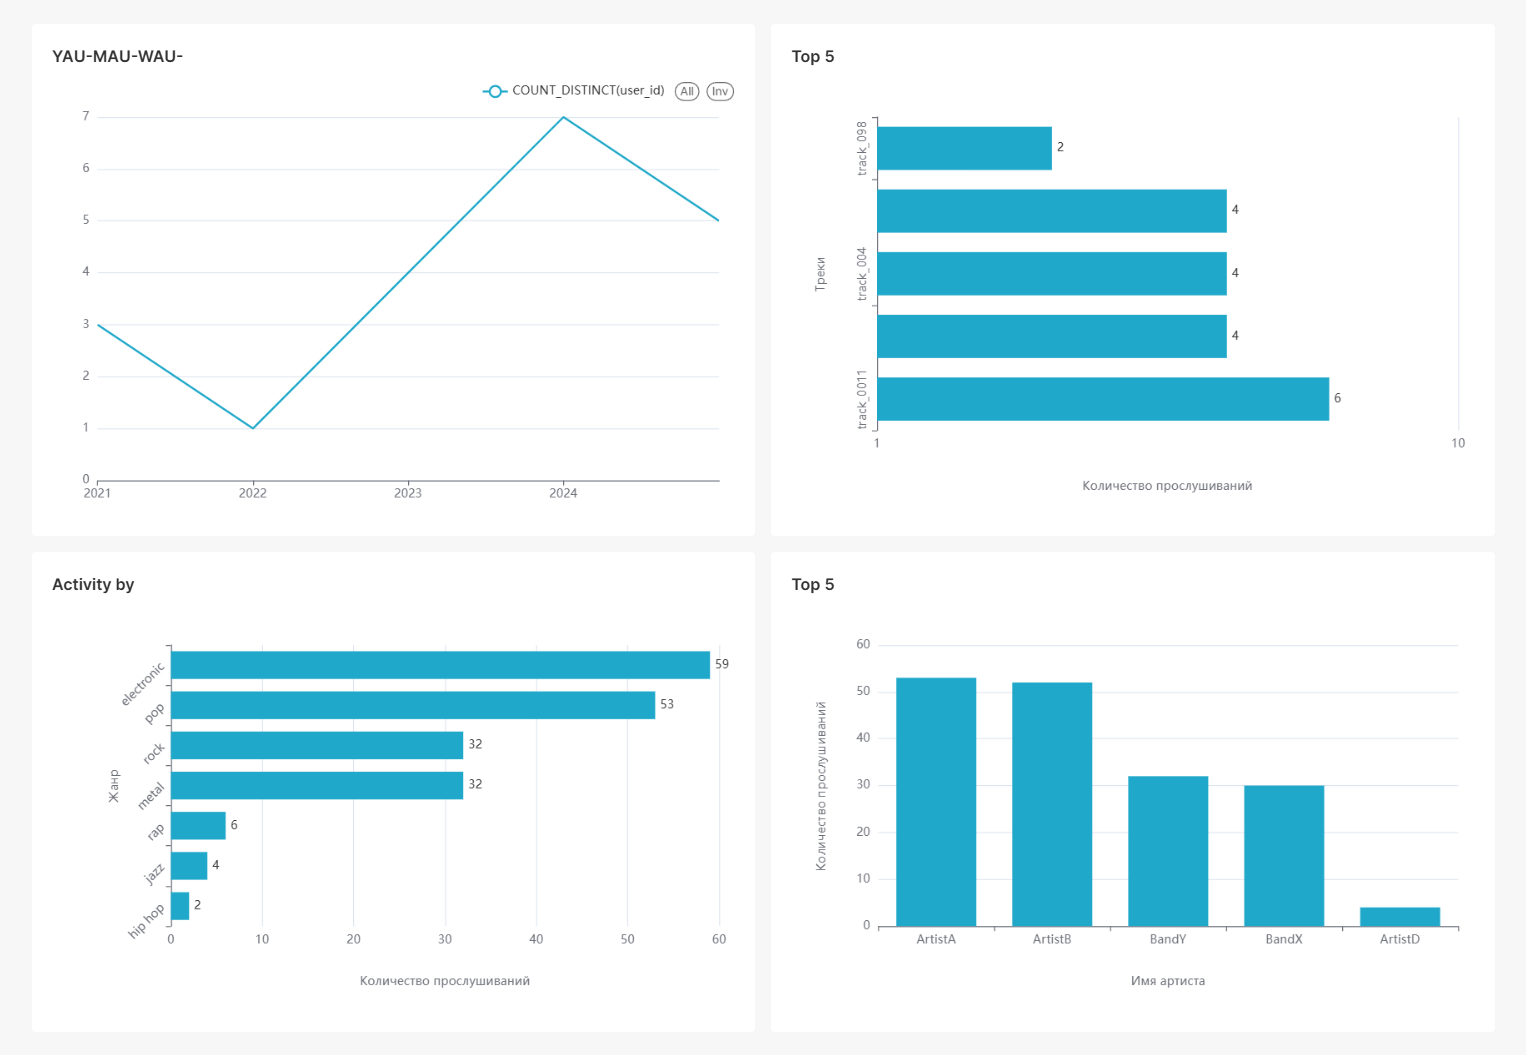 YAU-MAU-WAU-
COUNT_DISTINCT(user_id) All Inv
7
6
5
4
3
2
1
0
2021 2022 2023 2024
Top 5
Треки
track_098
track_004
track_0011
2
4
4
4
6
1 10
Количество прослушиваний
Activity by
Жанр
electronic 59
pop 53
rock 32
metal 32
rap 6
jazz 4
hip hop 2
0 10 20 30 40 50 60
Количество прослушиваний
Top 5
Количество прослушиваний
60
50
40
30
20
10
0
ArtistA ArtistB BandY BandX ArtistD
Имя артиста